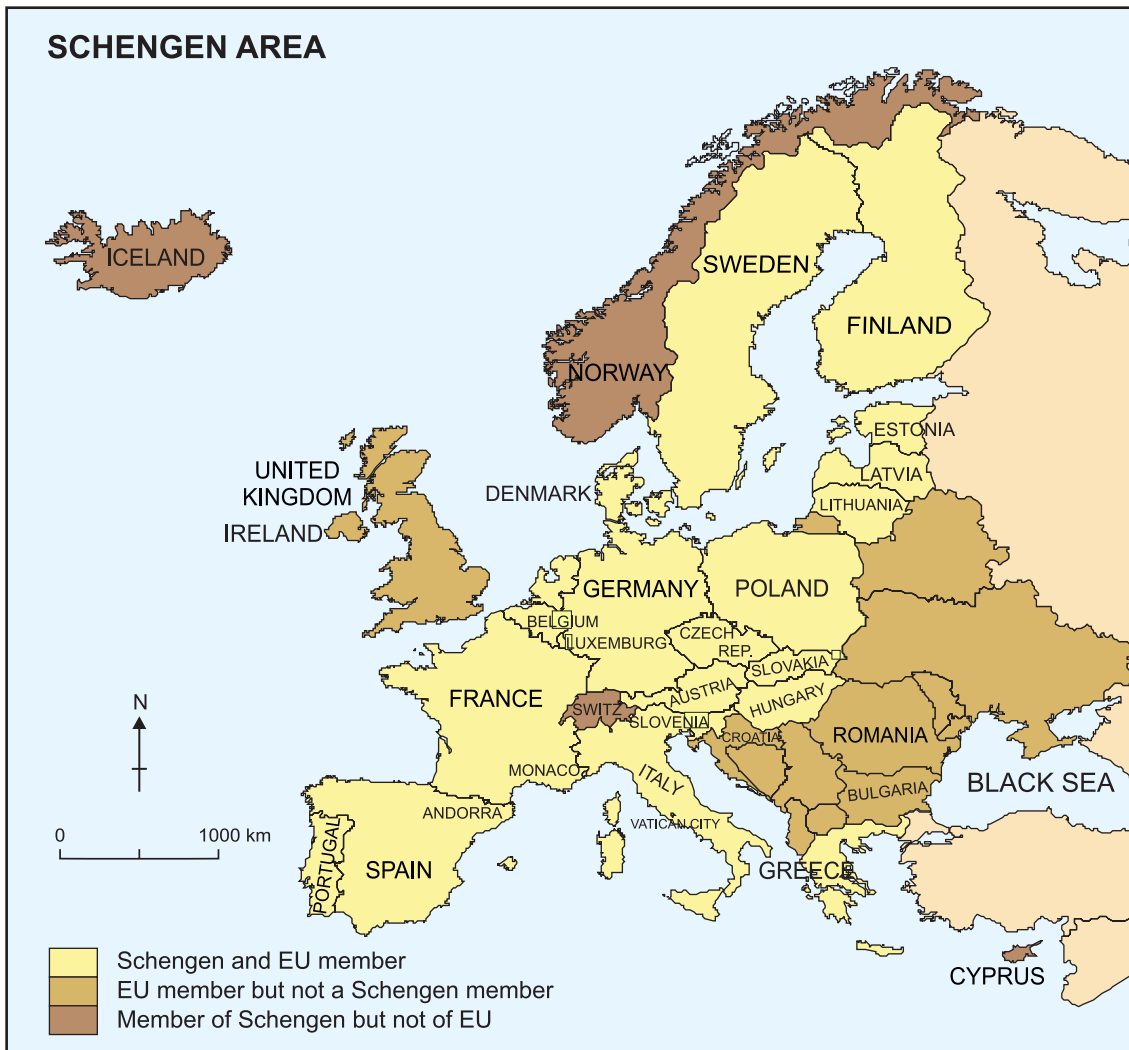 SCHENGEN AREA
ICELAND
SWEDEN
FINLAND
NORWAY
ESTONIA
UNITED
KINGDOM
LATVIA
DENMARK
LITHUANIA
IRELAND
GERMANY
POLAND
BELGIUM
LUXEMBURG
CZECH
REP.
SLOVAKIA
AUSTRIA
HUNGARY
FRANCE
SWITZ
SLOVENIA
N
CROATIA
ROMANIA
MONACO
ITALY
BLACK SEA
BULGARIA
ANDORRA
VATICAN CITY
0 1000 km
PORTUGAL
SPAIN
GREECE
Schengen and EU member
CYPRUS
EU member but not a Schengen member
Member of Schengen but not of EU